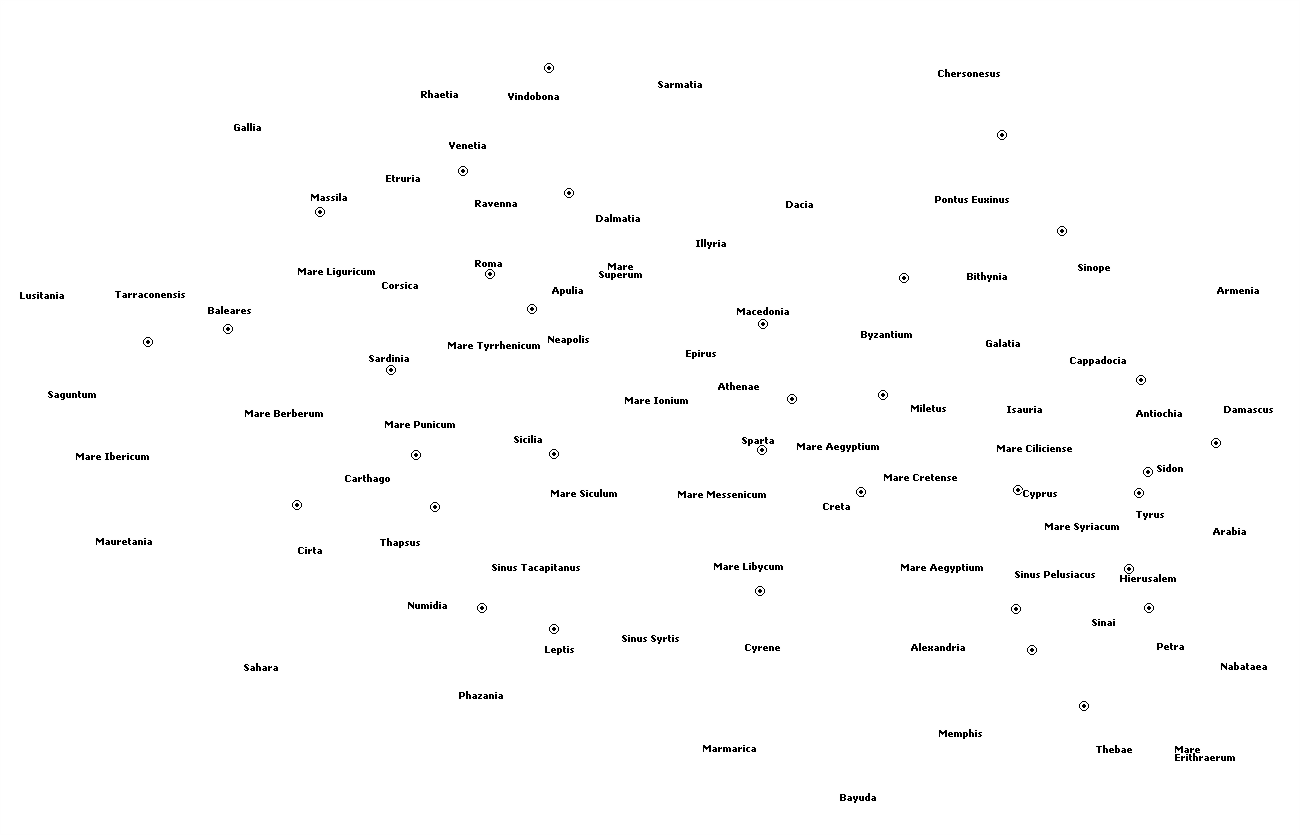 Chersonesus
Sarmatia
Rhaetia
Vindobona
Gallia
Venetia
Etruria
Massila
Ravenna
Pontus Euxinus
Dacia
Dalmatia
Illyria
Roma
Mare
Superum
Sinope
Mare Liguricum
Bithynia
Corsica
Apulia
Armenia
Lusitania
Tarraconensis
Baleares
Macedonia
Byzantium
Neapolis
Galatia
Mare Tyrrhenicum
Epirus
Sardinia
Cappadocia
Athenae
Saguntum
Mare Ionium
Miletus
Isauria
Damascus
Mare Berberum
Antiochia
Mare Punicum
Sicilia
Sparta
Mare Aegyptium
Mare Ciliciense
Mare Ibericum
Sidon
Carthago
Mare Cretense
Mare Siculum
Mare Messenicum
Cyprus
Creta
Tyrus
Mare Syriacum
Arabia
Mauretania
Thapsus
Cirta
Sinus Tacapitanus
Mare Libycum
Mare Aegyptium
Sinus Pelusiacus
Hierusalem
Numidia
Sinai
Sinus Syrtis
Leptis
Cyrene
Alexandria
Petra
Sahara
Nabataea
Phazania
Memphis
Marmarica
Thebae
Mare
Erithraerum
Bayuda